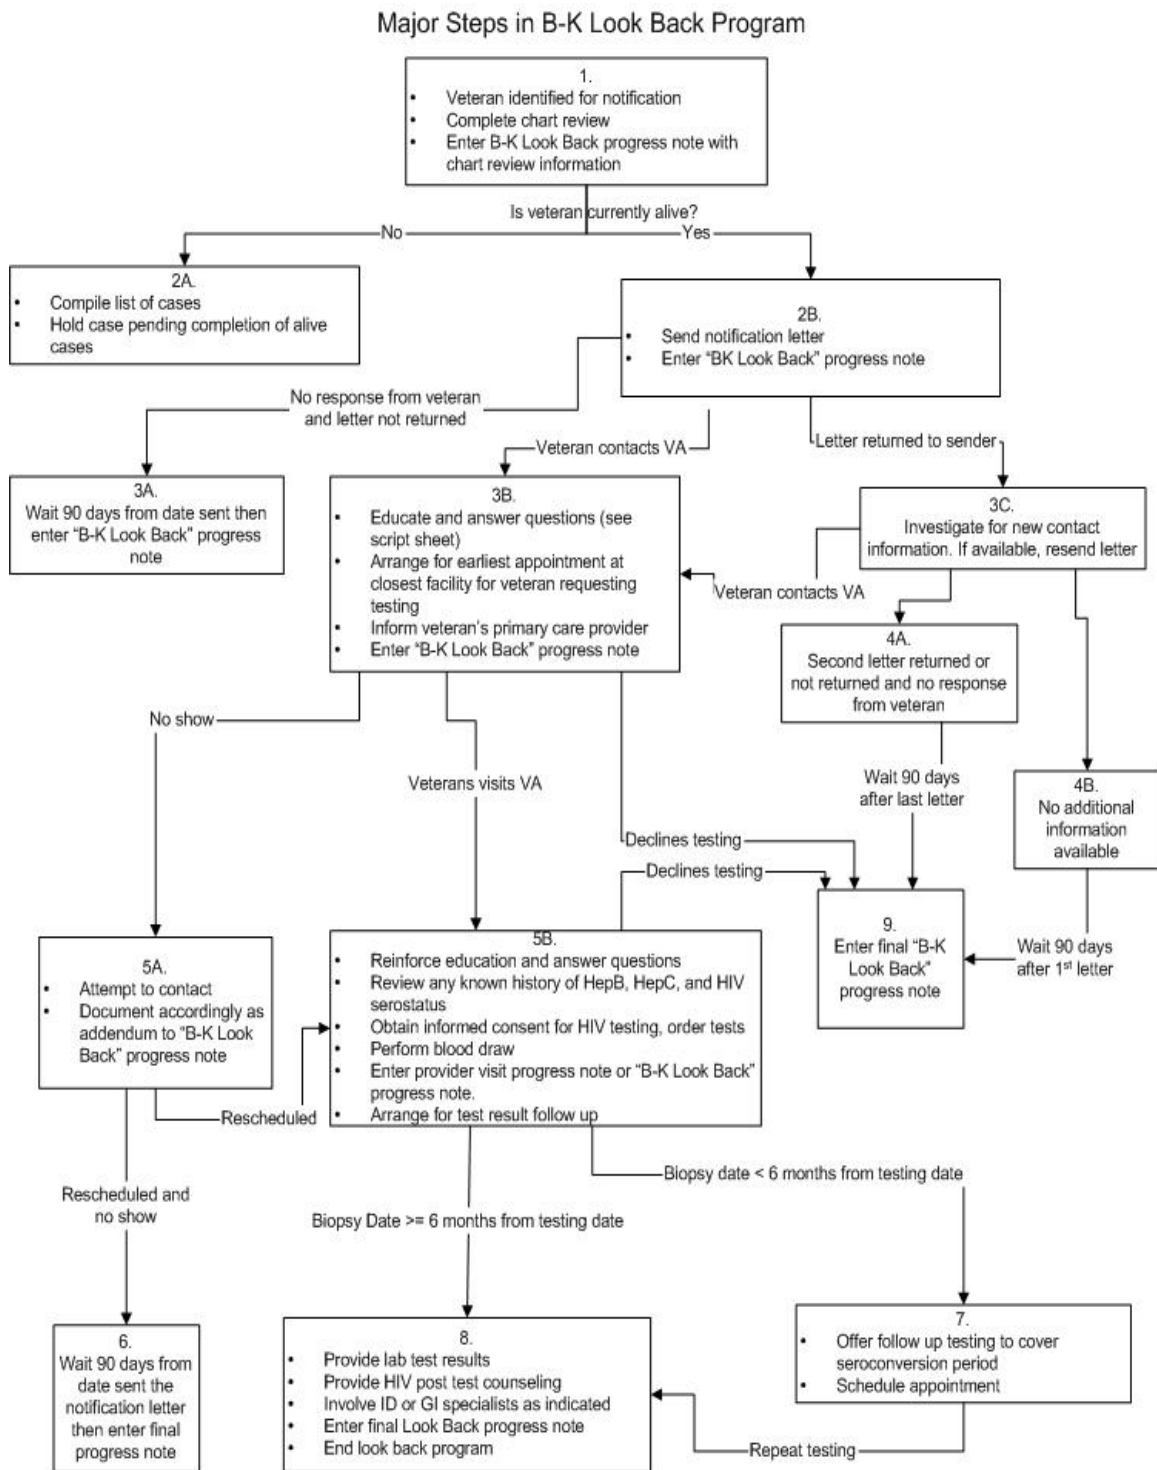 Major Steps in B-K Look Back Program
1.
• Veteran identified for notification
• Complete chart review
• Enter B-K Look Back progress note with
chart review information
Is veteran currently alive?
No
Yes
2A.
• Compile list of cases
• Hold case pending completion of alive
cases
2B.
• Send notification letter
• Enter “BK Look Back” progress note
No response from veteran
and letter not returned
Veteran contacts VA
Letter returned to sender
3A.
Wait 90 days from date sent then
enter “B-K Look Back” progress
note
3B.
• Educate and answer questions (see
script sheet)
• Arrange for earliest appointment at
closest facility for veteran requesting
testing
• Inform veteran’s primary care provider
• Enter “B-K Look Back” progress note
3C.
Investigate for new contact
information. If available, resend letter
Veteran contacts VA
4A.
Second letter returned or
not returned and no response
from veteran
No show
Veterans visits VA
Wait 90 days
after last letter
4B.
No additional
information
available
Declines testing
Declines testing
9.
Enter final “B-K
Look Back”
progress note
Wait 90 days
after 1st letter
5A.
• Attempt to contact
• Document accordingly as
addendum to “B-K Look
Back” progress note
5B.
• Reinforce education and answer questions
• Review any known history of HepB, HepC, and HIV
serostatus
• Obtain informed consent for HIV testing, order tests
• Perform blood draw
• Enter provider visit progress note or “B-K Look Back”
progress note.
• Arrange for test result follow up
Rescheduled
Biopsy date < 6 months from testing date
Rescheduled and
no show
Biopsy Date >= 6 months from testing date
6.
Wait 90 days from
date sent the
notification letter
then enter final
progress note
8.
• Provide lab test results
• Provide HIV post test counseling
• Involve ID or GI specialists as indicated
• Enter final Look Back progress note
• End look back program
7.
• Offer follow up testing to cover
seroconversion period
• Schedule appointment
Repeat testing